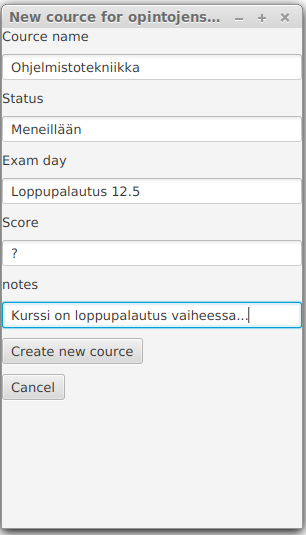 New cource for opintojens...
Cource name
Ohjelmistotekniikka
Status
Meneillään
Exam day
Loppupalautus 12.5
Score
?
notes
Kurssi on loppupalautus vaiheessa...
Create new cource
Cancel